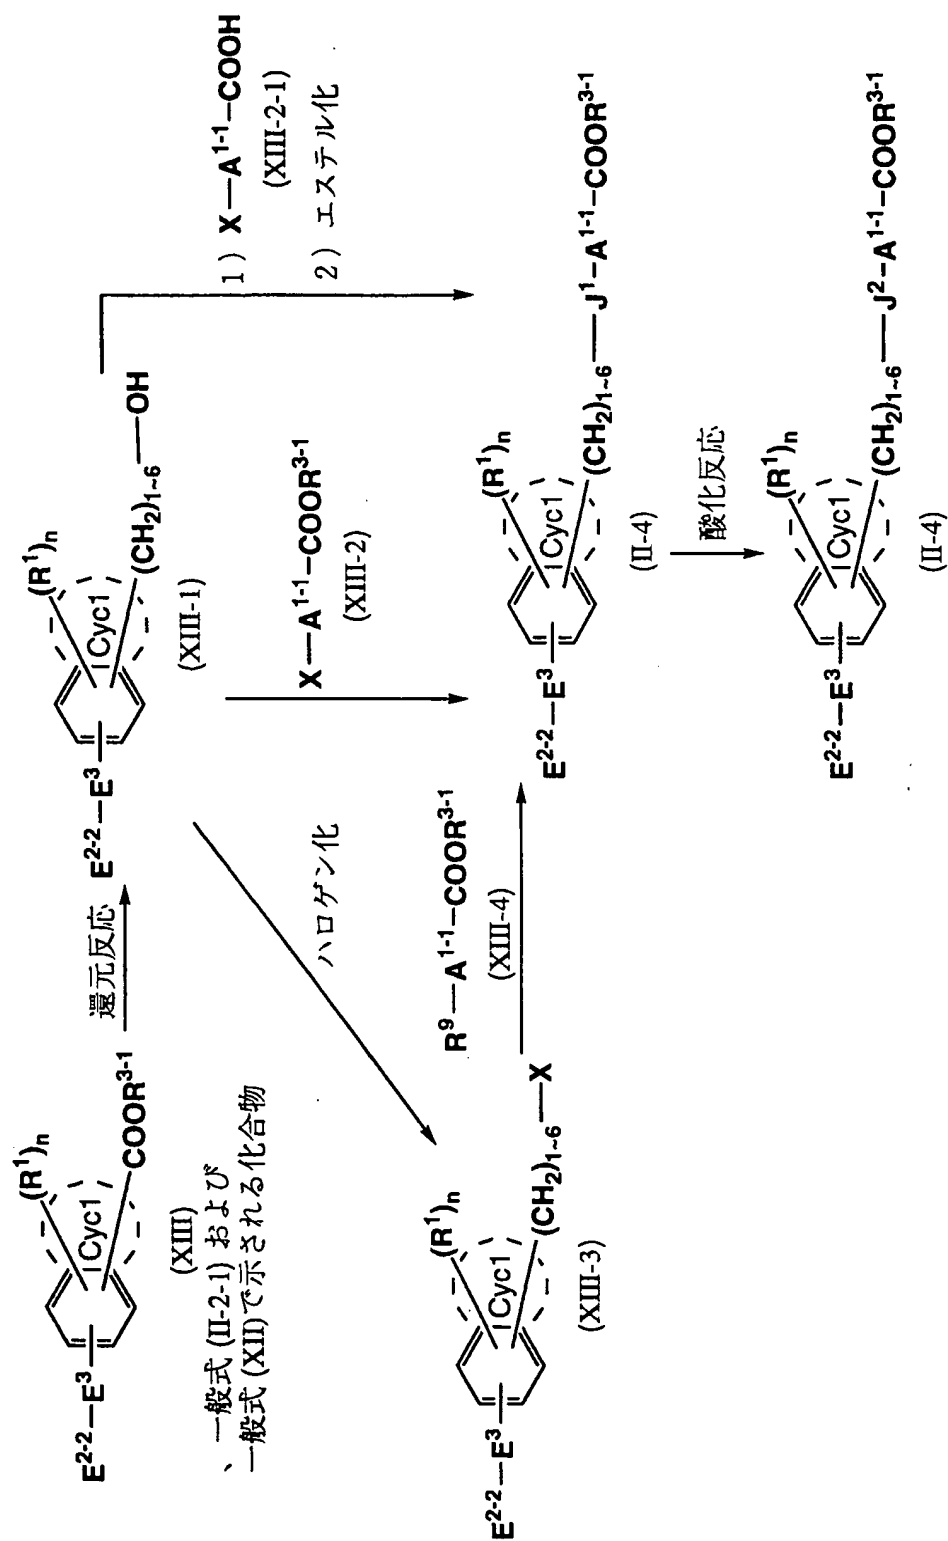 E2-2—E3
(R1)n
Cyc1
COOR3-1
(XIII)
、一般式 (II-2-1) および
一般式 (XII)で示される化合物
還元反応
E2-2—E3
(R1)n
Cyc1
(CH2)1~6—OH
(XIII-1)
1) X—A1-1—COOH
(XIII-2-1)
2) エステル化
X—A1-1—COOR3-1
(XIII-2)
ハロゲン化
E2-2—E3
(R1)n
Cyc1
(CH2)1~6—X
(XIII-3)
R9—A1-1—COOR3-1
(XIII-4)
E2-2—E3
(R1)n
Cyc1
(CH2)1~6—J1—A1-1—COOR3-1
(II-4)
酸化反応
E2-2—E3
(R1)n
Cyc1
(CH2)1~6—J2—A1-1—COOR3-1
(II-4)